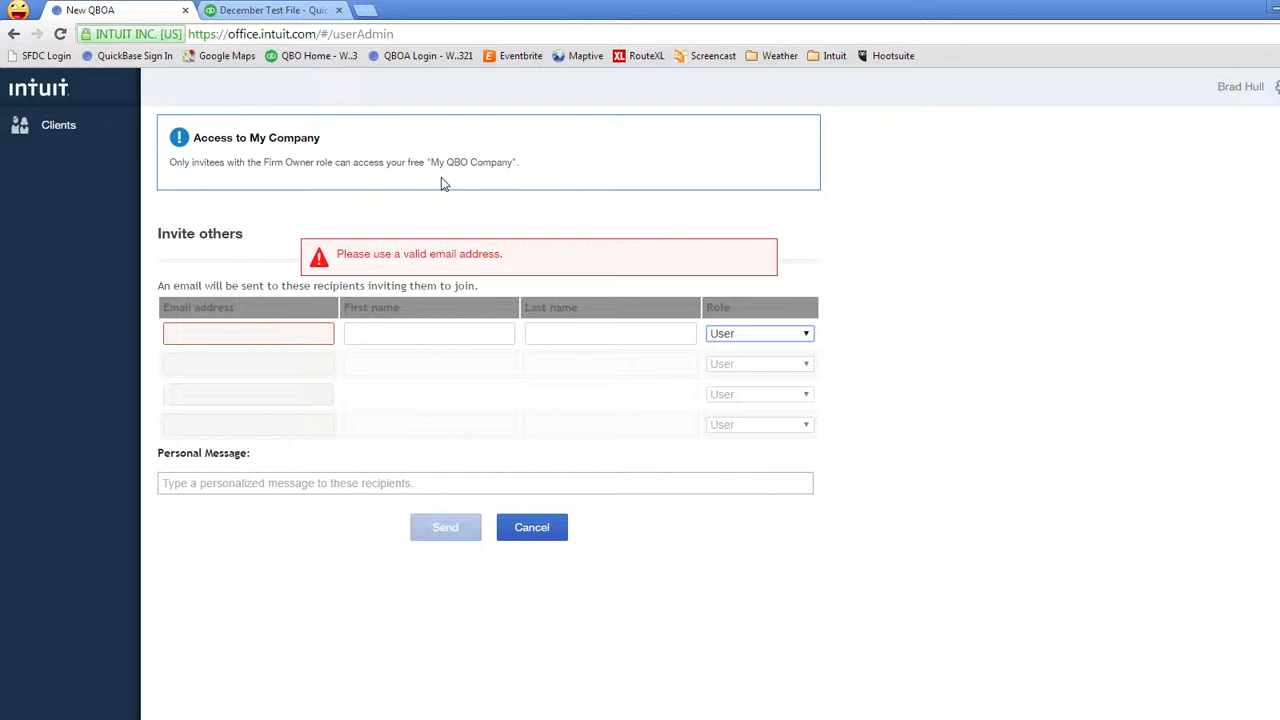 New QBOA
December Test File - Quic
INTUIT INC. [US] https://office.intuit.com/#/userAdmin
SFDC Login QuickBase Sign In Google Maps QBO Home - W..3 QBOA Login - W..321 Eventbrite Maptive RouteXL Screencast Weather Intuit Hootsuite
intuit
Brad Hull
Clients
Access to My Company
Only invitees with the Firm Owner role can access your free "My QBO Company".
Invite others
Please use a valid email address.
An email will be sent to these recipients inviting them to join.
Email address First name Last name Role
User
User
User
User
Personal Message:
Type a personalized message to these recipients.
Send Cancel